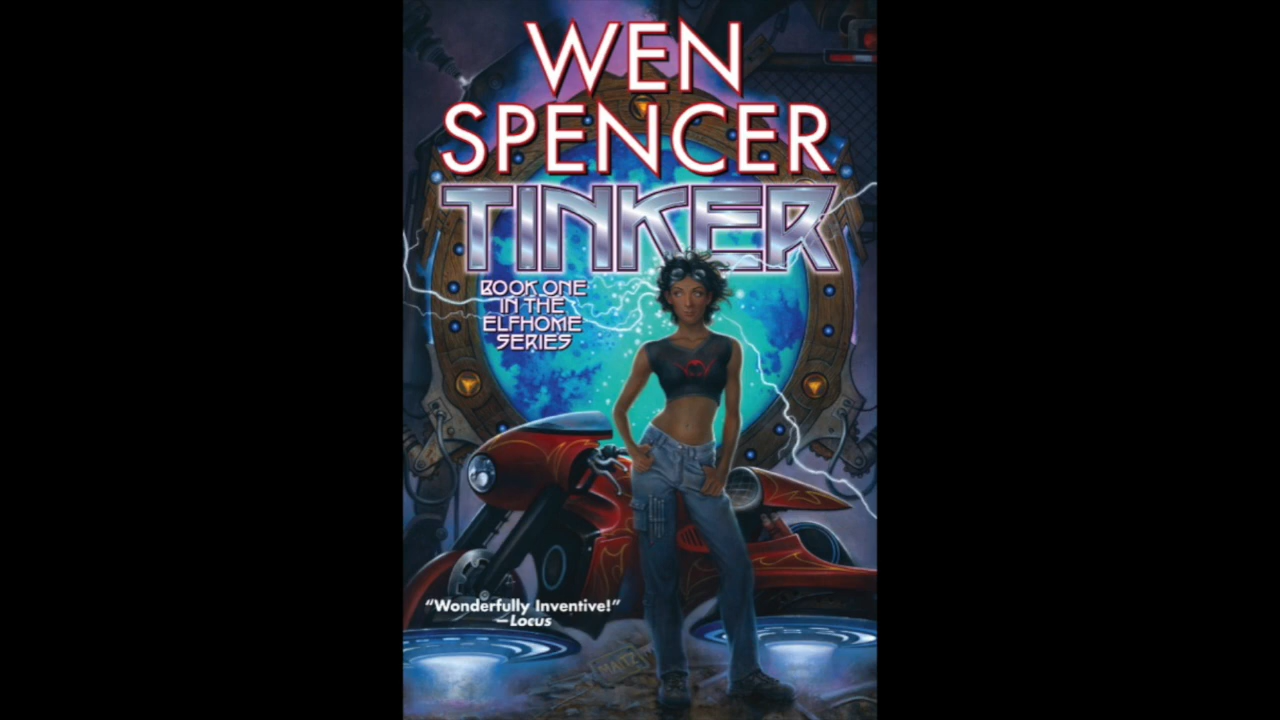 WEN
SPENCER
TINKER
BOOK ONE
IN THE
ELFHOME
SERIES
“Wonderfully Inventive!”
—Locus